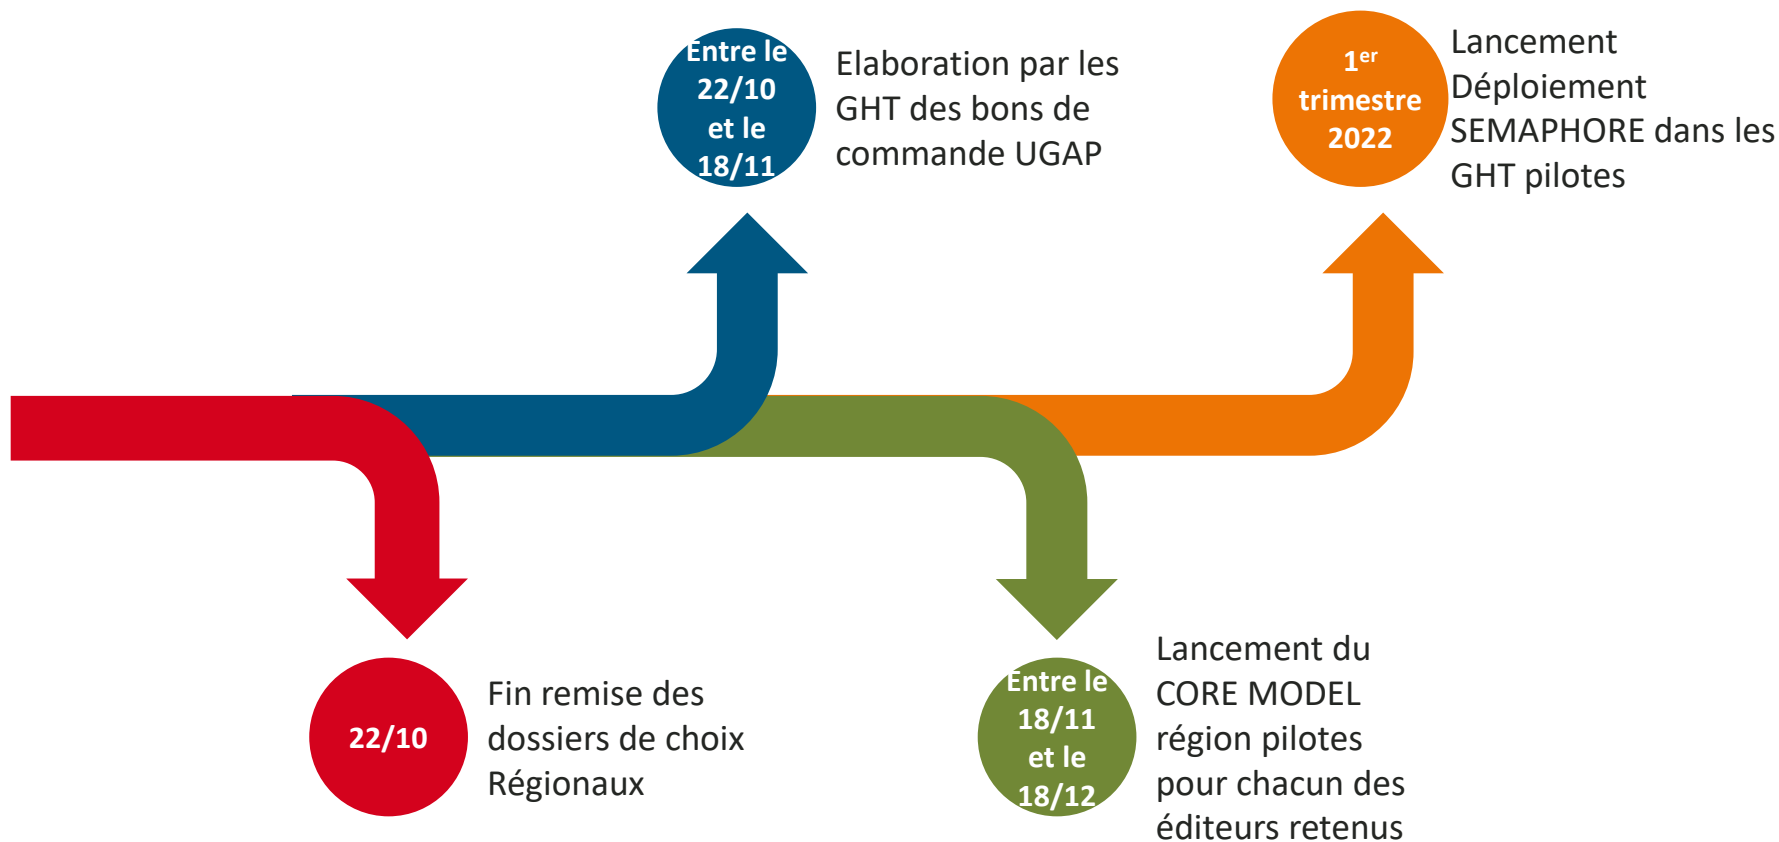 Entre le
22/10
et le
18/11
Elaboration par les
GHT des bons de
commande UGAP
1er
trimestre
2022
Lancement
Déploiement
SEMAPHORE dans les
GHT pilotes
22/10
Fin remise des
dossiers de choix
Régionaux
Entre le
18/11
et le
18/12
Lancement du
CORE MODEL
région pilotes
pour chacun des
éditeurs retenus